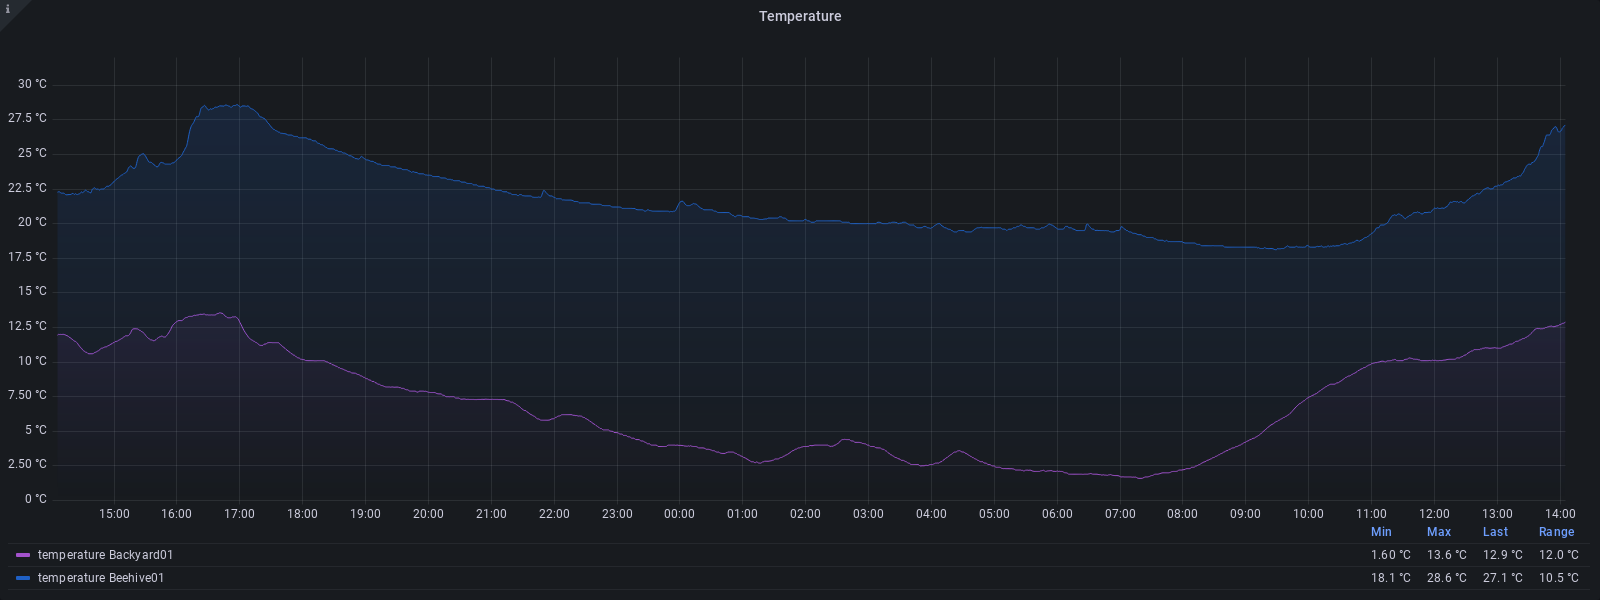 i
Temperature
30 °C
27.5 °C
25 °C
22.5 °C
20 °C
17.5 °C
15 °C
12.5 °C
10 °C
7.50 °C
5 °C
2.50 °C
0 °C
15:00 16:00 17:00 18:00 19:00 20:00 21:00 22:00 23:00 00:00 01:00 02:00 03:00 04:00 05:00 06:00 07:00 08:00 09:00 10:00 11:00 12:00 13:00 14:00
Min Max Last Range
temperature Backyard01 1.60 °C 13.6 °C 12.9 °C 12.0 °C
temperature Beehive01 18.1 °C 28.6 °C 27.1 °C 10.5 °C